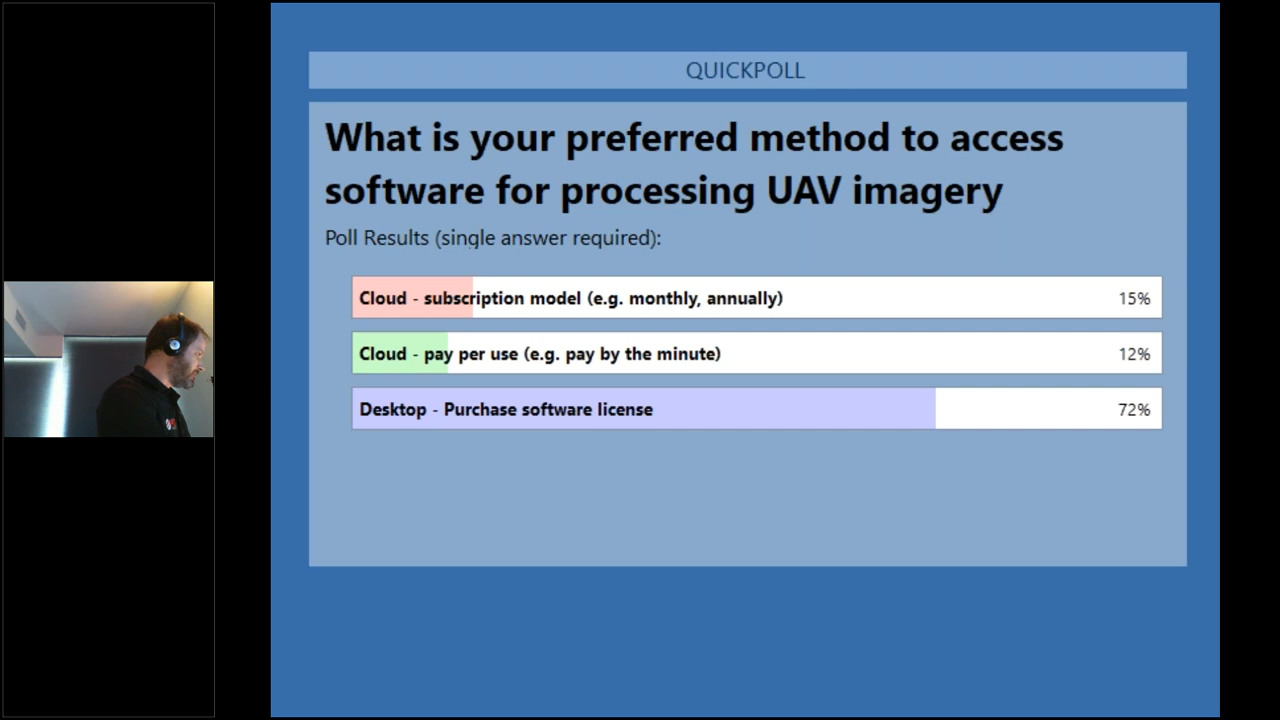 QUICKPOLL
What is your preferred method to access
software for processing UAV imagery
Poll Results (single answer required):
Cloud - subscription model (e.g. monthly, annually) 15%
Cloud - pay per use (e.g. pay by the minute) 12%
Desktop - Purchase software license 72%